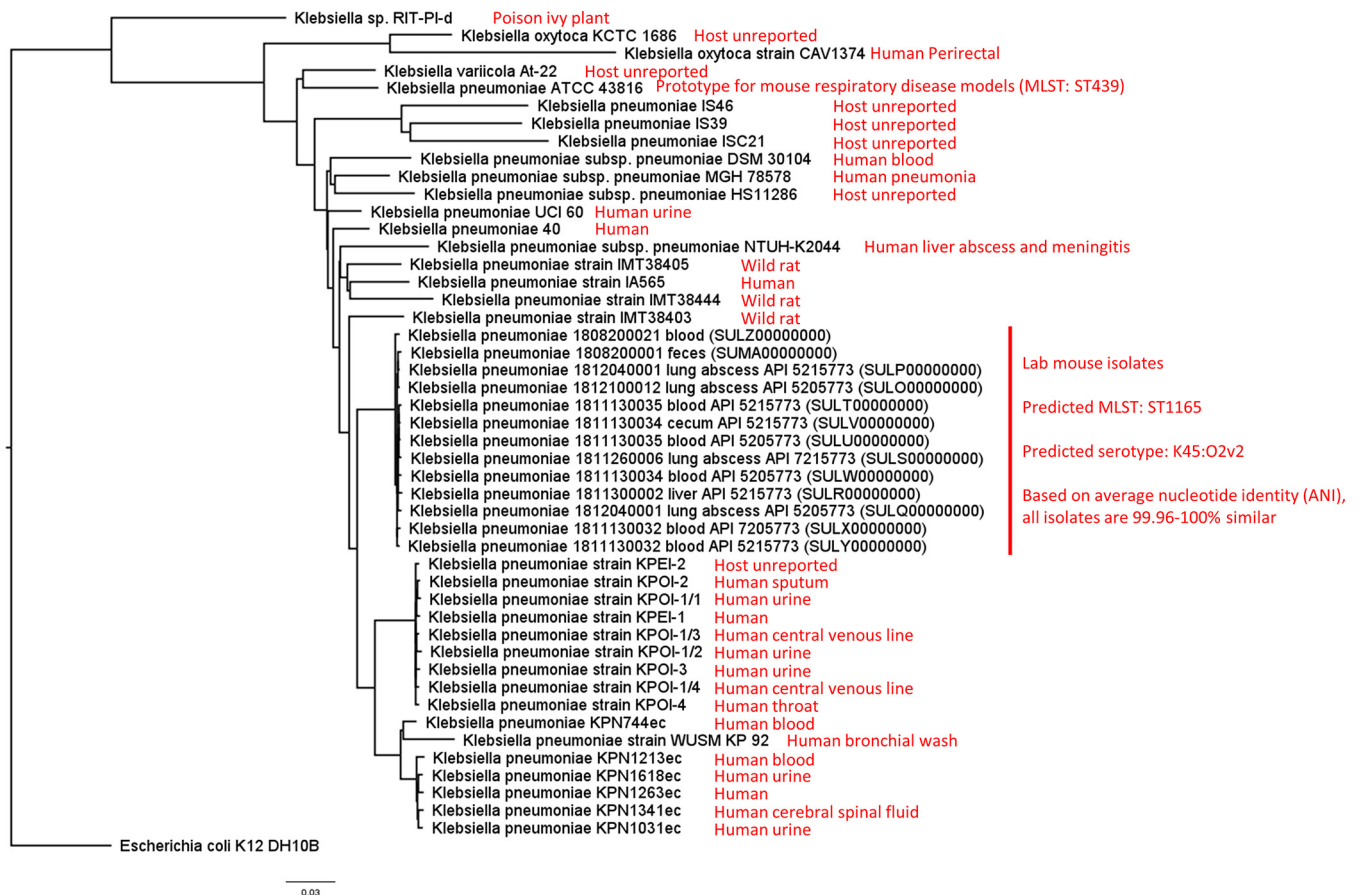 Klebsiella sp. RIT-PI-d Poison ivy plant
Klebsiella oxytoca KCTC 1686 Host unreported
Klebsiella oxytoca strain CAV1374 Human Perirectal
Klebsiella variicola At-22 Host unreported
Klebsiella pneumoniae ATCC 43816 Prototype for mouse respiratory disease models (MLST: ST439)
Klebsiella pneumoniae IS46 Host unreported
Klebsiella pneumoniae IS39 Host unreported
Klebsiella pneumoniae ISC21 Host unreported
Klebsiella pneumoniae subsp. pneumoniae DSM 30104 Human blood
Klebsiella pneumoniae subsp. pneumoniae MGH 78578 Human pneumonia
Klebsiella pneumoniae subsp. pneumoniae HS11286 Host unreported
Klebsiella pneumoniae UCI 60 Human urine
Klebsiella pneumoniae 40 Human
Klebsiella pneumoniae subsp. pneumoniae NTUH-K2044 Human liver abscess and meningitis
Klebsiella pneumoniae strain IMT38405 Wild rat
Klebsiella pneumoniae strain IA565 Human
Klebsiella pneumoniae strain IMT38444 Wild rat
Klebsiella pneumoniae strain IMT38403 Wild rat
Klebsiella pneumoniae 1808200021 blood (SULZ00000000)
Klebsiella pneumoniae 1808200001 feces (SUMA00000000)
Klebsiella pneumoniae 1812040001 lung abscess API 5215773 (SULP00000000)
Klebsiella pneumoniae 1812100012 lung abscess API 5205773 (SULO00000000)
Klebsiella pneumoniae 1811130035 blood API 5215773 (SULT00000000)
Klebsiella pneumoniae 1811130034 cecum API 5215773 (SULV00000000)
Klebsiella pneumoniae 1811130035 blood API 5205773 (SULU00000000)
Klebsiella pneumoniae 1811260006 lung abscess API 7215773 (SULS00000000)
Klebsiella pneumoniae 1811130034 blood API 5205773 (SULW00000000)
Klebsiella pneumoniae 1811300002 liver API 5215773 (SULR00000000)
Klebsiella pneumoniae 1812040001 lung abscess API 5205773 (SULQ00000000)
Klebsiella pneumoniae 1811130032 blood API 7205773 (SULX00000000)
Klebsiella pneumoniae 1811130032 blood API 5215773 (SULY00000000)
Lab mouse isolates
Predicted MLST: ST1165
Predicted serotype: K45:O2v2
Based on average nucleotide identity (ANI),
all isolates are 99.96-100% similar
Klebsiella pneumoniae strain KPEI-2 Host unreported
Klebsiella pneumoniae strain KPOI-2 Human sputum
Klebsiella pneumoniae strain KPOI-1/1 Human urine
Klebsiella pneumoniae strain KPEI-1 Human
Klebsiella pneumoniae strain KPOI-1/3 Human central venous line
Klebsiella pneumoniae strain KPOI-1/2 Human urine
Klebsiella pneumoniae strain KPOI-3 Human urine
Klebsiella pneumoniae strain KPOI-1/4 Human central venous line
Klebsiella pneumoniae strain KPOI-4 Human throat
Klebsiella pneumoniae KPN744ec Human blood
Klebsiella pneumoniae strain WUSM KP 92 Human bronchial wash
Klebsiella pneumoniae KPN1213ec Human blood
Klebsiella pneumoniae KPN1618ec Human urine
Klebsiella pneumoniae KPN1263ec Human
Klebsiella pneumoniae KPN1341ec Human cerebral spinal fluid
Klebsiella pneumoniae KPN1031ec Human urine
Escherichia coli K12 DH10B
0.03